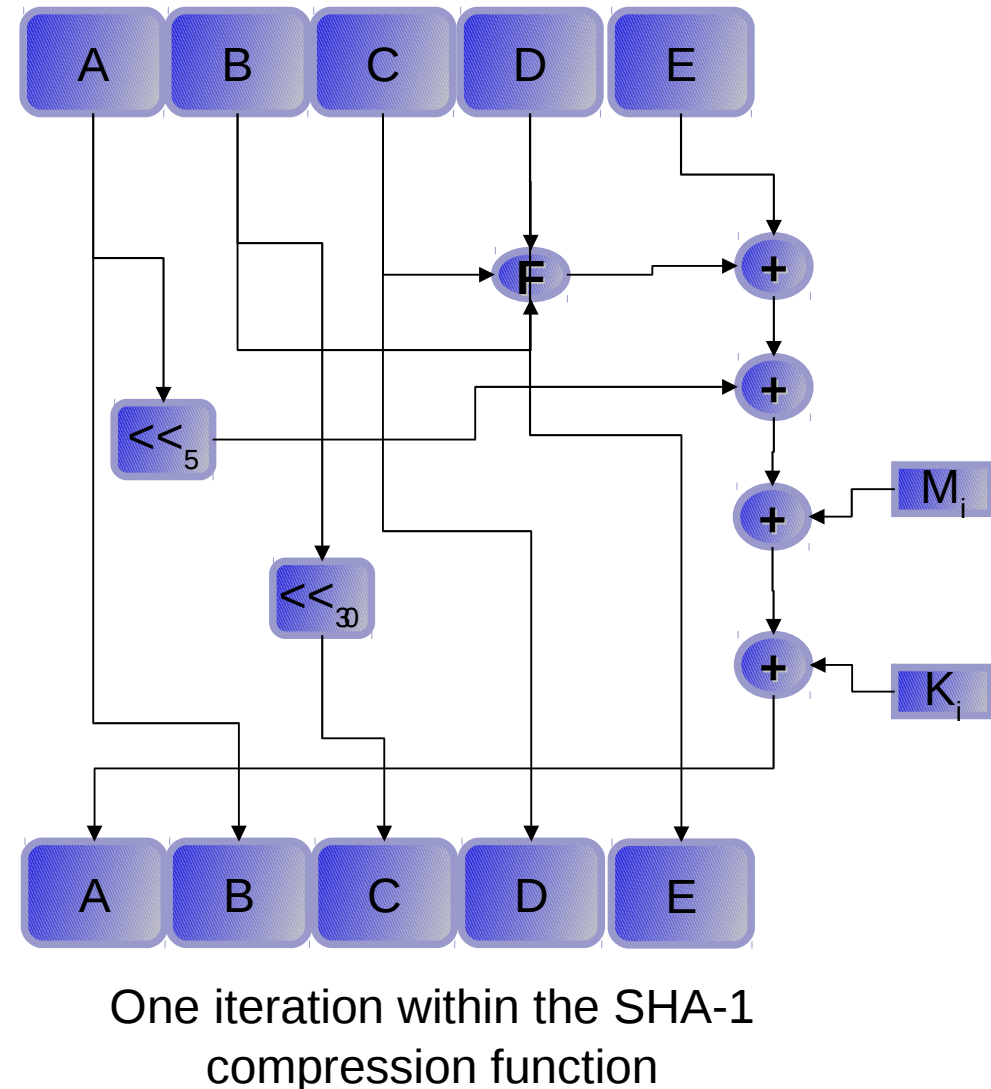 A B C D E
F +
+
<<5
Mi
+
<<30
+
Ki
A B C D E
One iteration within the SHA-1
compression function